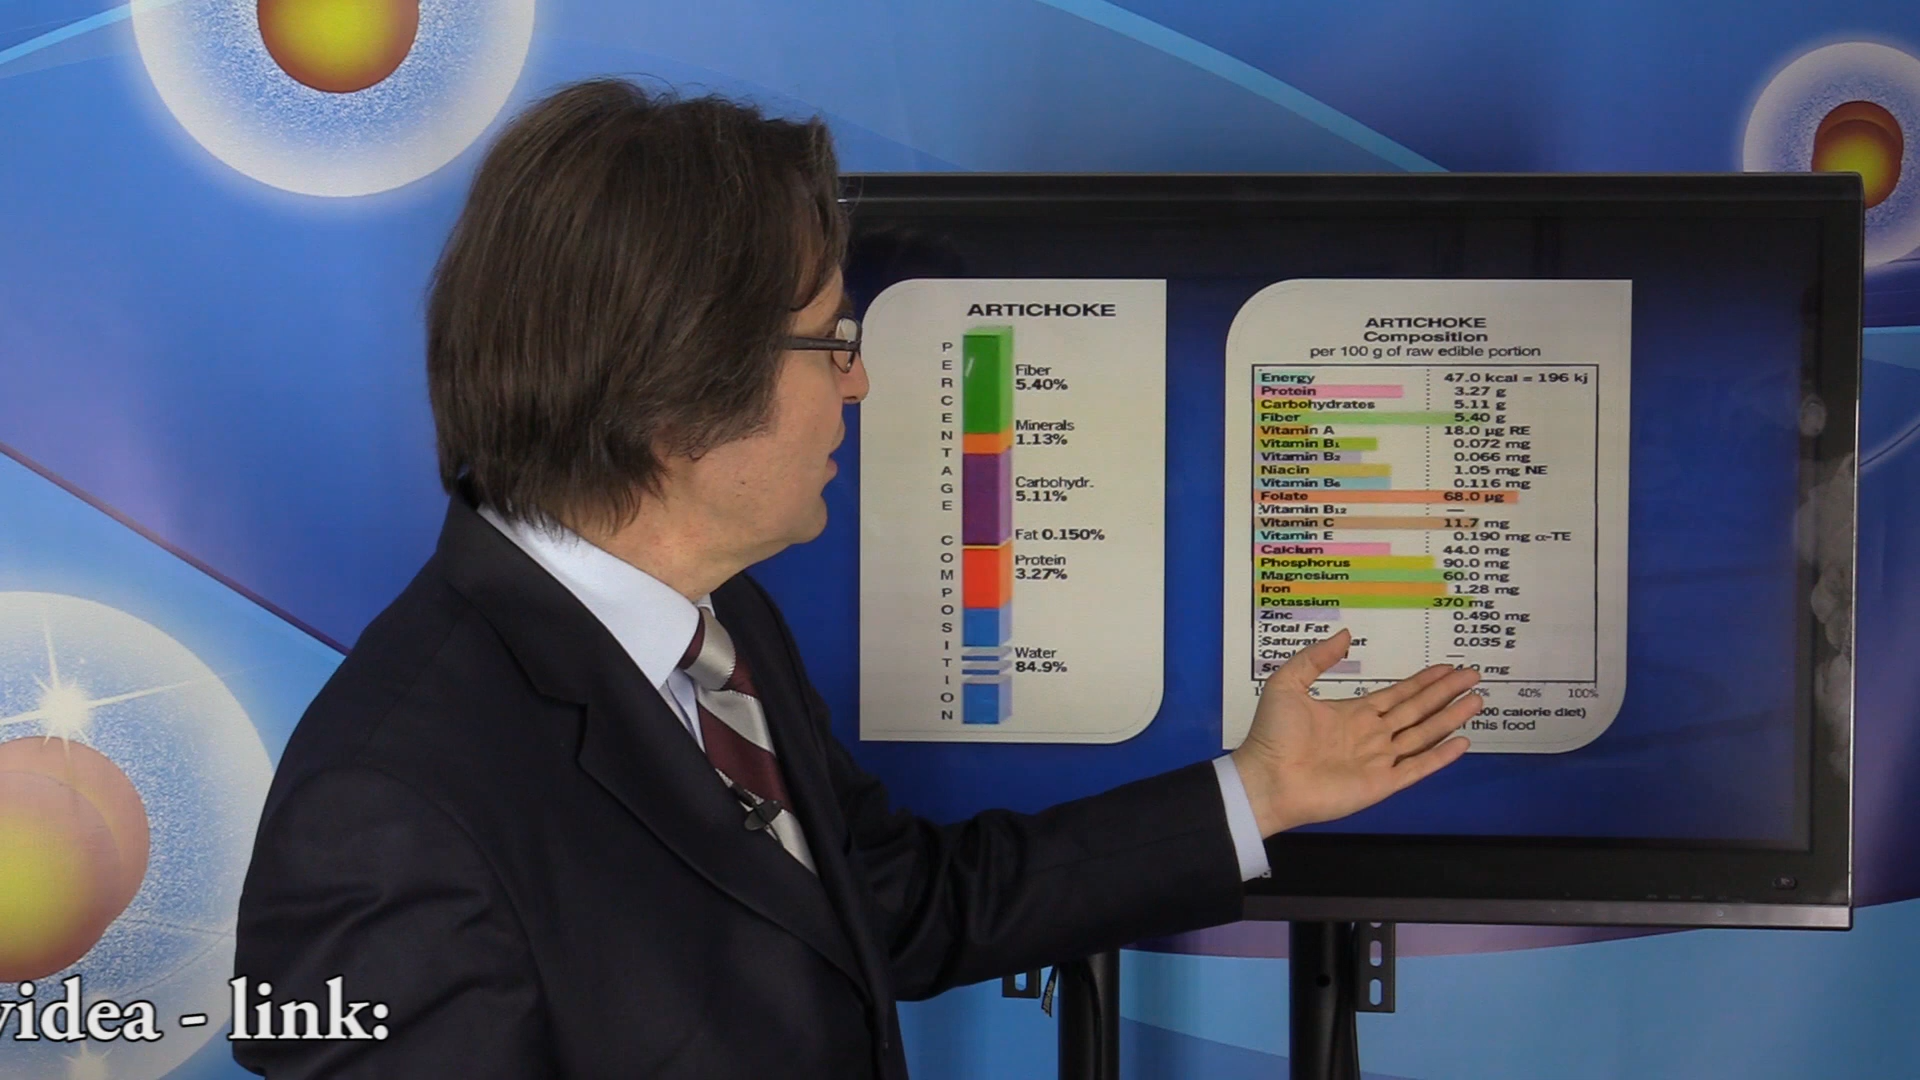 ARTICHOKE
PERCENTAGE COMPOSITION
Fiber
5.40%
Minerals
1.13%
Carbohydr.
5.11%
Fat 0.150%
Protein
3.27%
Water
84.9%
ARTICHOKE
Composition
per 100 g of raw edible portion
Energy 47.0 kcal = 196 kj
Protein 3.27 g
Carbohydrates 5.11 g
Fiber 5.40 g
Vitamin A 18.0 µg RE
Vitamin B₁ 0.072 mg
Vitamin B₂ 0.066 mg
Niacin 1.05 mg NE
Vitamin B₆ 0.116 mg
Folate 68.0 µg
Vitamin B₁₂ —
Vitamin C 11.7 mg
Vitamin E 0.190 mg α-TE
Calcium 44.0 mg
Phosphorus 90.0 mg
Magnesium 60.0 mg
Iron 1.28 mg
Potassium 370 mg
Zinc 0.490 mg
Total Fat 0.150 g
0.035 g
—
mg
4% 40% 100%
calorie diet)
this food
- link: